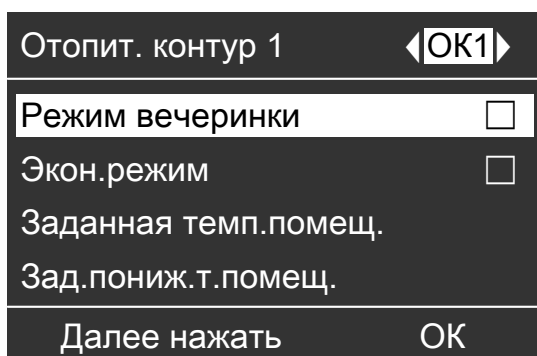 Отопит. контур 1 ОК1
Режим вечеринки
Экон.режим
Заданная темп.помещ.
Зад.пониж.т.помещ.
Далее нажать ОК